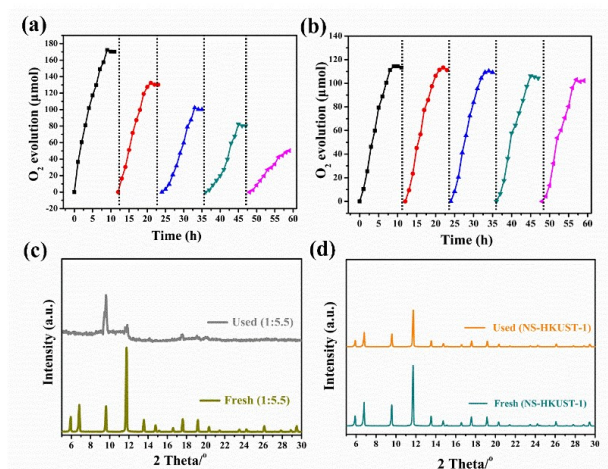 (a)
O2 evolution (μmol)
180
160
140
120
100
80
60
40
20
0
-20
0 5 10 15 20 25 30 35 40 45 50 55 60
Time (h)
(b)
O2 evolution (μmol)
140
120
100
80
60
40
20
0
0 5 10 15 20 25 30 35 40 45 50 55 60
Time (h)
(c)
Intensity (a.u.)
Used (1:5.5)
Fresh (1:5.5)
6 8 10 12 14 16 18 20 22 24 26 28 30
2 Theta/°
(d)
Intensity (a.u.)
Used (NS-HKUST-1)
Fresh (NS-HKUST-1)
6 8 10 12 14 16 18 20 22 24 26 28 30
2 Theta/°